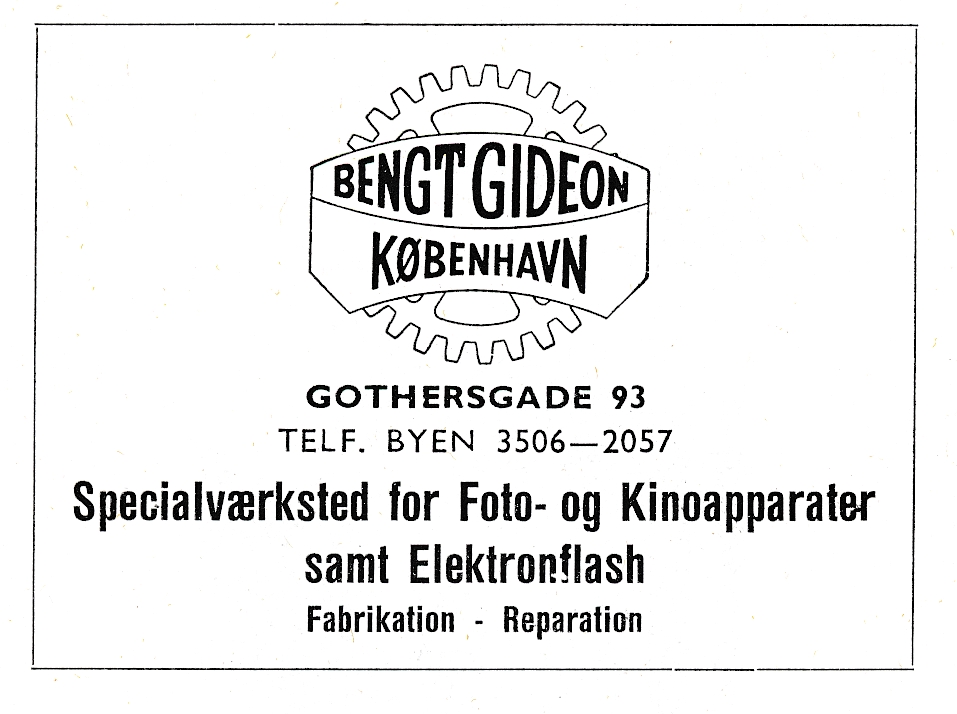 BENGT GIDEON
KØBENHAVN
GOTHERSGADE 93
TELF. BYEN 3506—2057
Specialværksted for Foto- og Kinoapparater
samt Elektronflash
Fabrikation - Reparation